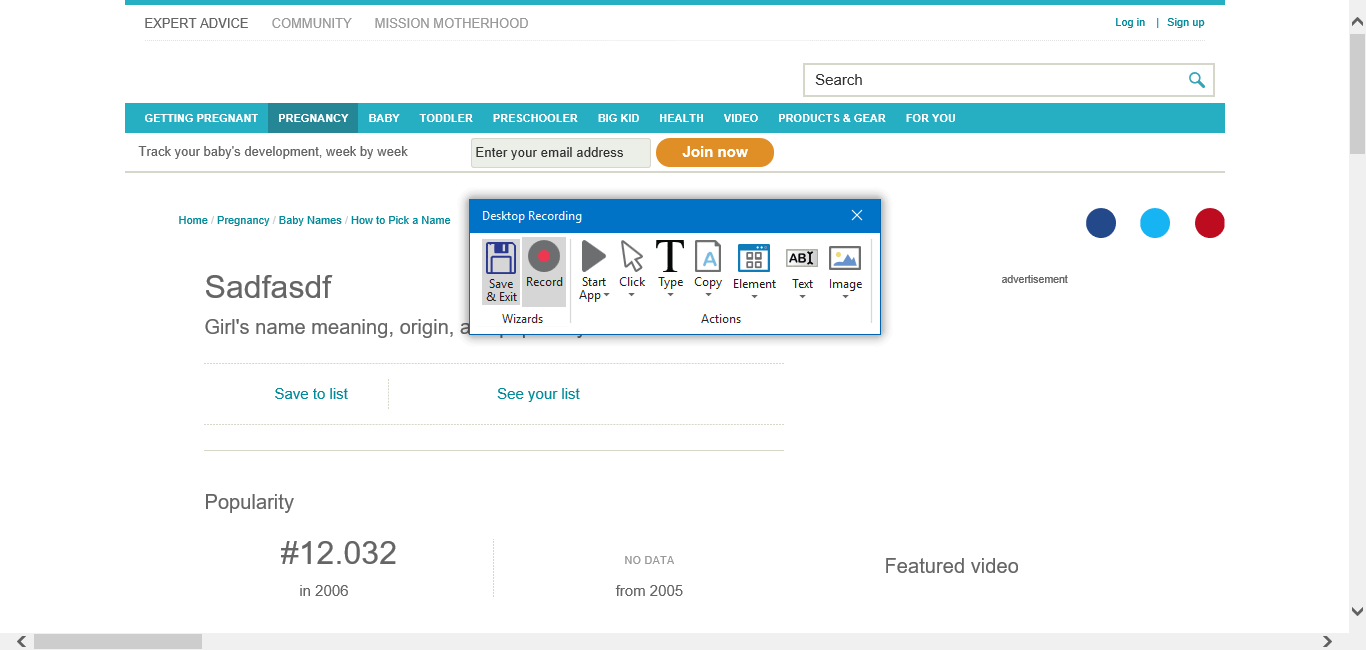 EXPERT ADVICE COMMUNITY MISSION MOTHERHOOD Log in | Sign up
Search
GETTING PREGNANT PREGNANCY BABY TODDLER PRESCHOOLER BIG KID HEALTH VIDEO PRODUCTS & GEAR FOR YOU
Track your baby's development, week by week Enter your email address Join now
Home / Pregnancy / Baby Names / How to Pick a Name
Desktop Recording
Save & Exit
Record
Start App
Click
Type
Copy
Element
ABI
Text
Image
Wizards Actions
advertisement
Sadfasdf
Girl's name meaning, origin,
Save to list See your list
Popularity
#12.032 NO DATA
in 2006 from 2005
Featured video